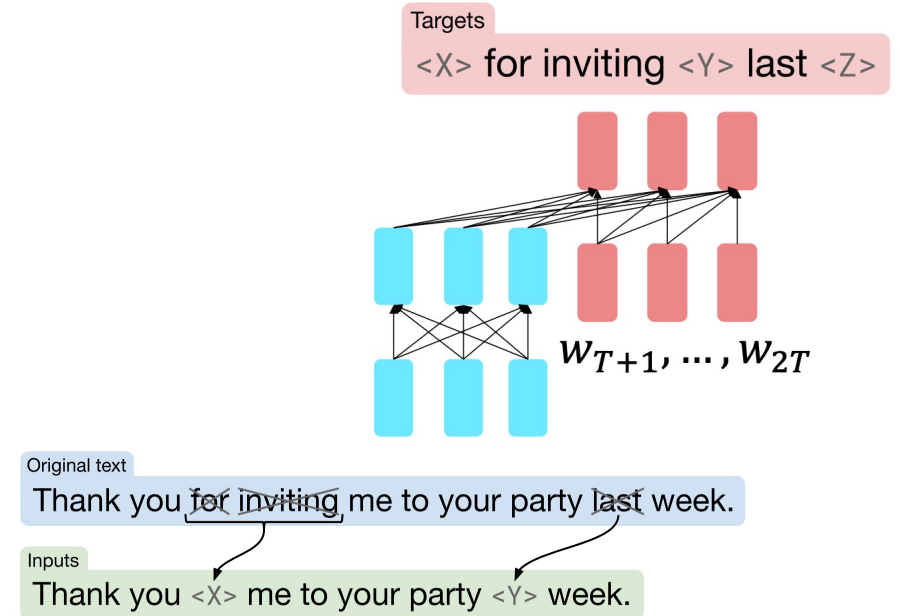 Targets
<X> for inviting <Y> last <Z>
w_{T+1}, ... , w_{2T}
Original text
Thank you for inviting me to your party last week.
Inputs
Thank you <X> me to your party <Y> week.